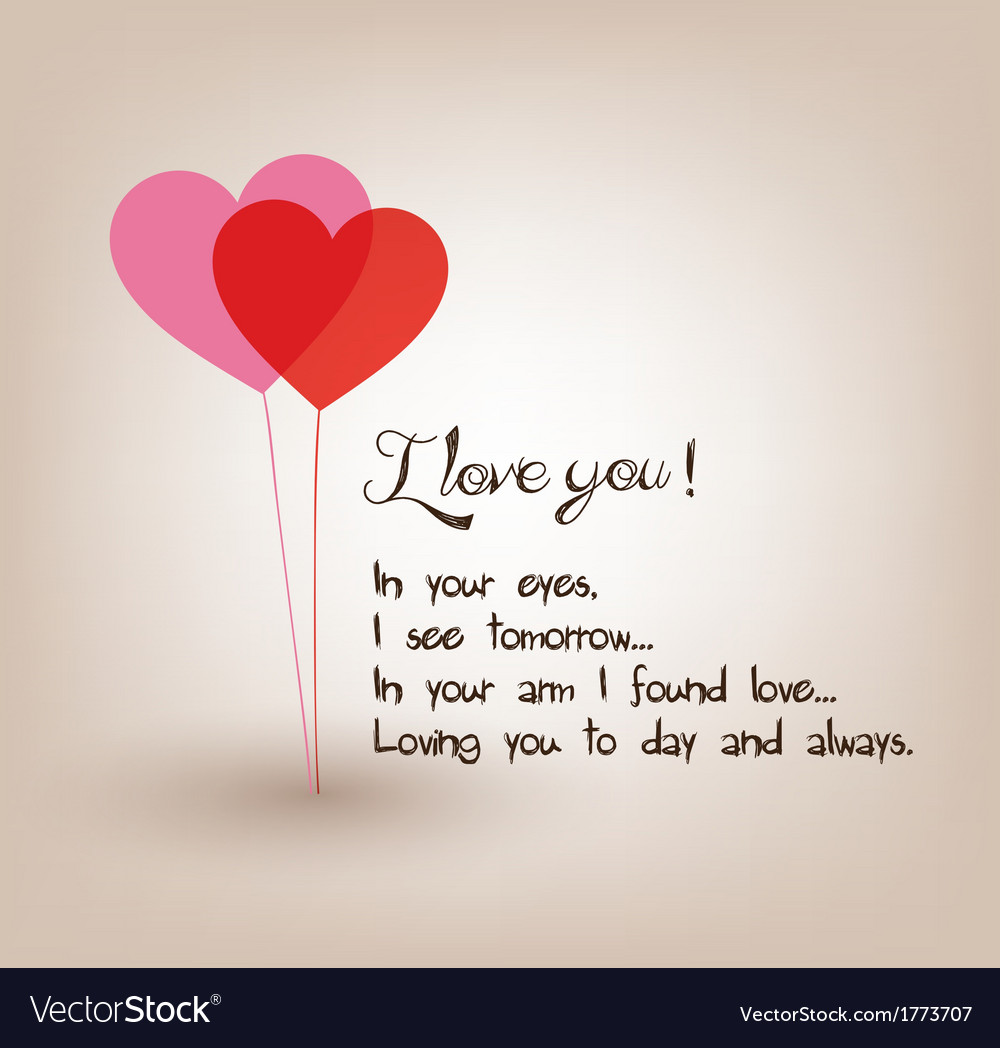 I love you!
In your eyes,
I see tomorrow...
In your arm I found love...
Loving you to day and always.
VectorStock®
VectorStock.com/1773707